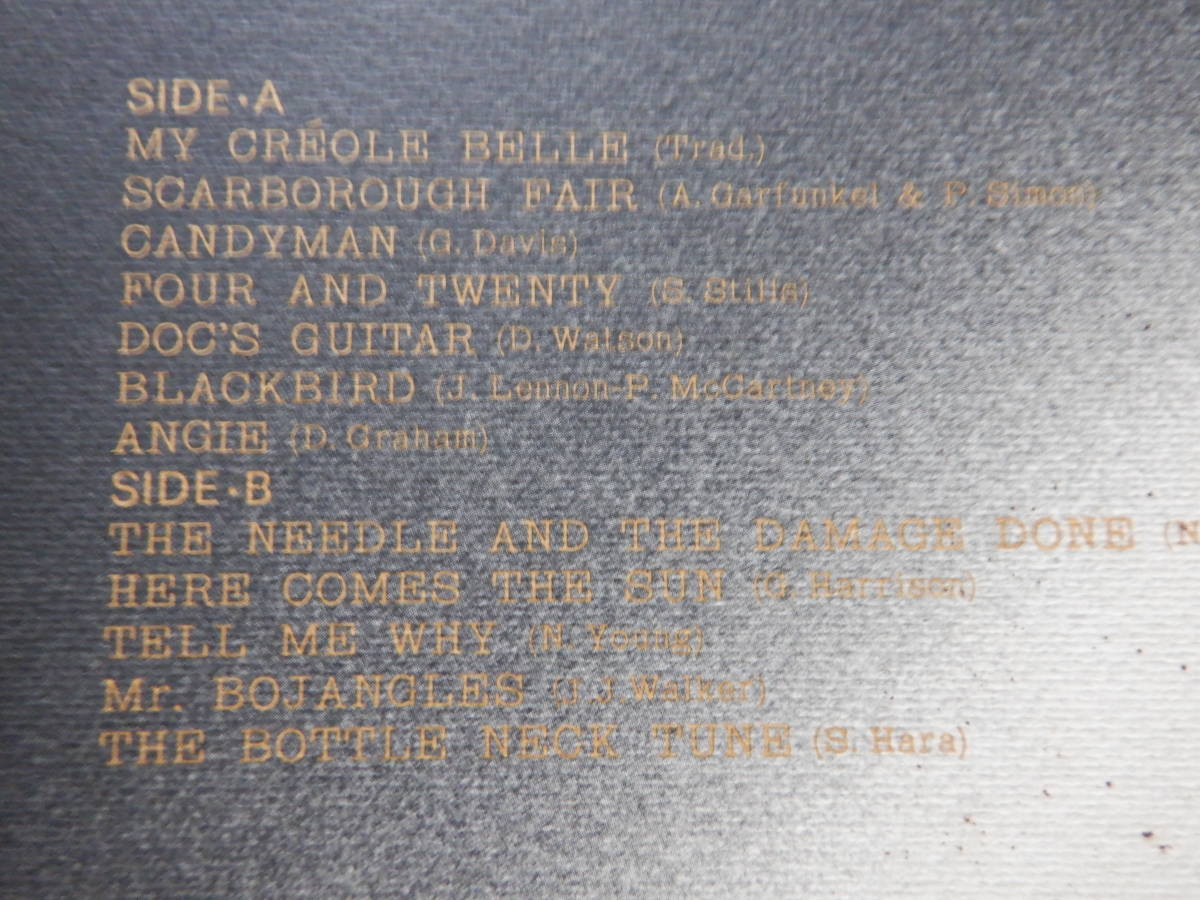 SIDE·A
MY CRÉOLE BELLE (Trad.)
SCARBOROUGH FAIR (A. Garfunkel & P. Simon)
CANDYMAN (G. Davis)
FOUR AND TWENTY (S. Stills)
DOC'S GUITAR (D. Watson)
BLACKBIRD (J. Lennon-P. McCartney)
ANGIE (D. Graham)
SIDE·B
THE NEEDLE AND THE DAMAGE DONE (N
HERE COMES THE SUN (G. Harrison)
TELL ME WHY (N. Young)
Mr. BOJANGLES (J.J. Walker)
THE BOTTLE NECK TUNE (S. Hara)